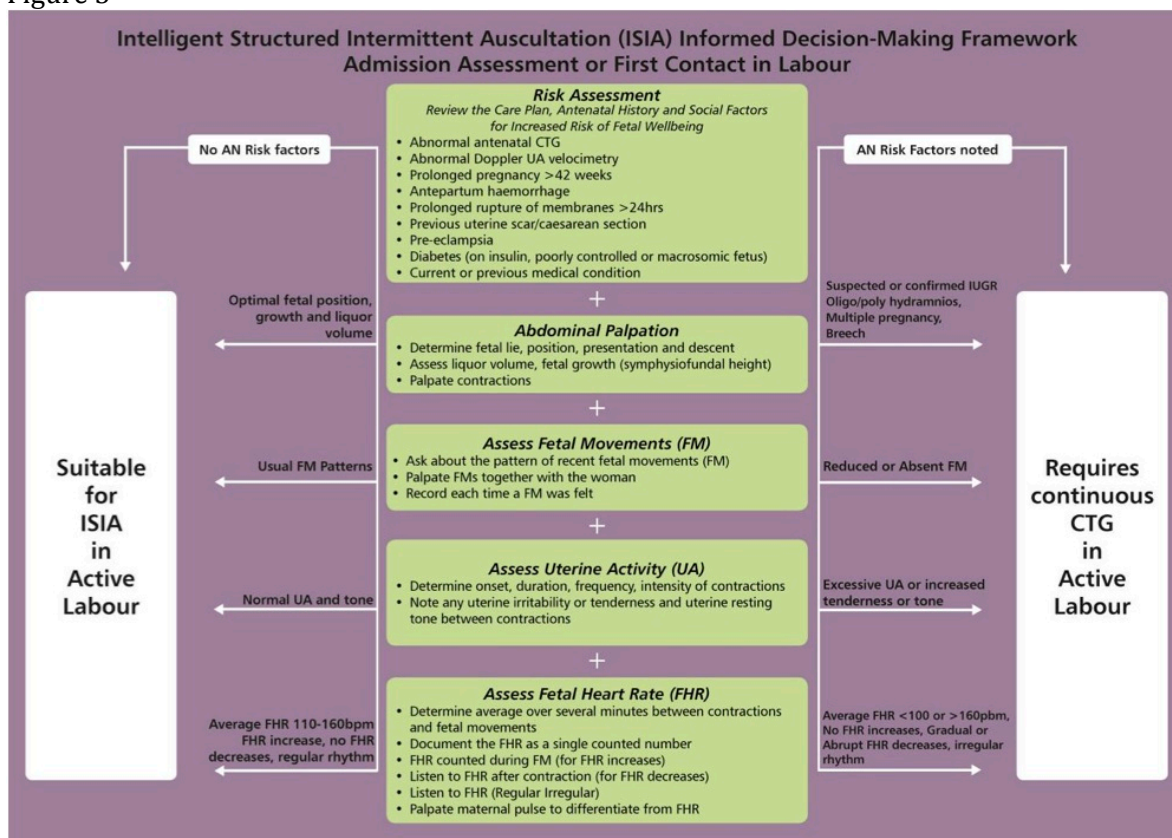 Intelligent Structured Intermittent Auscultation (ISIA) Informed Decision-Making Framework
Admission Assessment or First Contact in Labour
Risk Assessment
Review the Care Plan, Antenatal History and Social Factors
for Increased Risk of Fetal Wellbeing
• Abnormal antenatal CTG
• Abnormal Doppler UA velocimetry
• Prolonged pregnancy >42 weeks
• Antepartum haemorrhage
• Prolonged rupture of membranes >24hrs
• Previous uterine scar/caesarean section
• Pre-eclampsia
• Diabetes (on insulin, poorly controlled or macrosomic fetus)
• Current or previous medical condition
No AN Risk factors
AN Risk Factors noted
+
Optimal fetal position,
growth and liquor
volume
Abdominal Palpation
• Determine fetal lie, position, presentation and descent
• Assess liquor volume, fetal growth (symphysiofundal height)
• Palpate contractions
Suspected or confirmed IUGR
Oligo/poly hydramnios,
Multiple pregnancy,
Breech
+
Usual FM Patterns
Assess Fetal Movements (FM)
• Ask about the pattern of recent fetal movements (FM)
• Palpate FMs together with the woman
• Record each time a FM was felt
Reduced or Absent FM
Suitable
for
ISIA
in
Active
Labour
Requires
continuous
CTG
in
Active
Labour
+
Normal UA and tone
Assess Uterine Activity (UA)
• Determine onset, duration, frequency, intensity of contractions
• Note any uterine irritability or tenderness and uterine resting
tone between contractions
Excessive UA or increased
tenderness or tone
+
Average FHR 110-160bpm
FHR increase, no FHR
decreases, regular rhythm
Assess Fetal Heart Rate (FHR)
• Determine average over several minutes between contractions
and fetal movements
• Document the FHR as a single counted number
• FHR counted during FM (for FHR increases)
• Listen to FHR after contraction (for FHR decreases)
• Listen to FHR (Regular Irregular)
• Palpate maternal pulse to differentiate from FHR
Average FHR <100 or >160pbm,
No FHR increases, Gradual or
Abrupt FHR decreases, irregular
rhythm